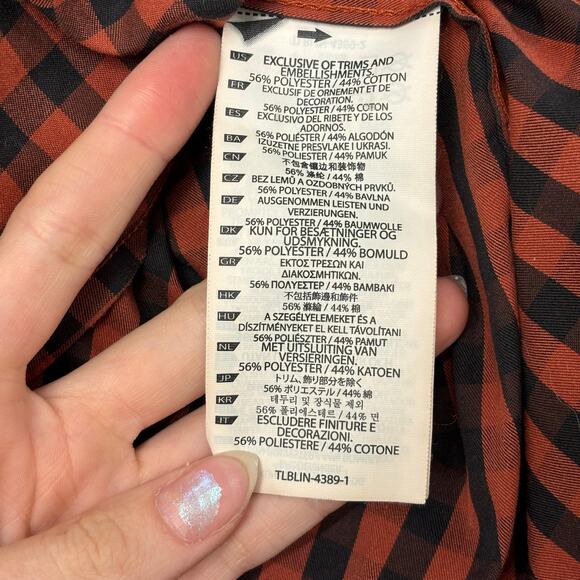 US EXCLUSIVE OF TRIMS AND
EMBELLISHMENTS.
56% POLYESTER / 44% COTTON
FR EXCLUSIF DE ORNEMENT ET DE
DECORATION.
56% POLYESTER / 44% COTON
ES EXCLUSIVO DEL RIBETE Y DE LOS
ADORNOS.
56% POLIÉSTER / 44% ALGODÓN
BA IZUZETNE PRESVLAKE I UKRASI.
56% POLIESTER / 44% PAMUK
CN 不包含镶边和装饰物
56% 涤纶 / 44% 棉
CZ BEZ LEMŮ A OZDOBNÝCH PRVKŮ.
56% POLYESTER / 44% BAVLNA
DE AUSGENOMMEN LEISTEN UND
VERZIERUNGEN.
56% POLYESTER / 44% BAUMWOLLE
DK KUN FOR BESÆTNINGER OG
UDSMYKNING.
56% POLYESTER / 44% BOMULD
GR ΕΚΤΟΣ ΤΡΕΣΩΝ ΚΑΙ
ΔΙΑΚΟΣΜΗΤΙΚΩΝ.
56% ΠΟΛΥΕΣΤΕΡ / 44% ΒΑΜΒΑΚΙ
HK 不包括飾邊和飾件
56% 滌綸 / 44% 棉
HU A SZEGÉLYELEMEKET ÉS A
DÍSZÍTMÉNYEKET EL KELL TÁVOLÍTANI
56% POLIÉSZTER / 44% PAMUT
NL MET UITSLUITING VAN
VERSIERINGEN.
56% POLYESTER / 44% KATOEN
JP トリム、飾り部分を除く
56% ポリエステル / 44% 綿
KR 테두리 및 장식물 제외
56% 폴리에스테르 / 44% 면
IT ESCLUDERE FINITURE E
DECORAZIONI.
56% POLIESTERE / 44% COTONE
TLBLIN-4389-1